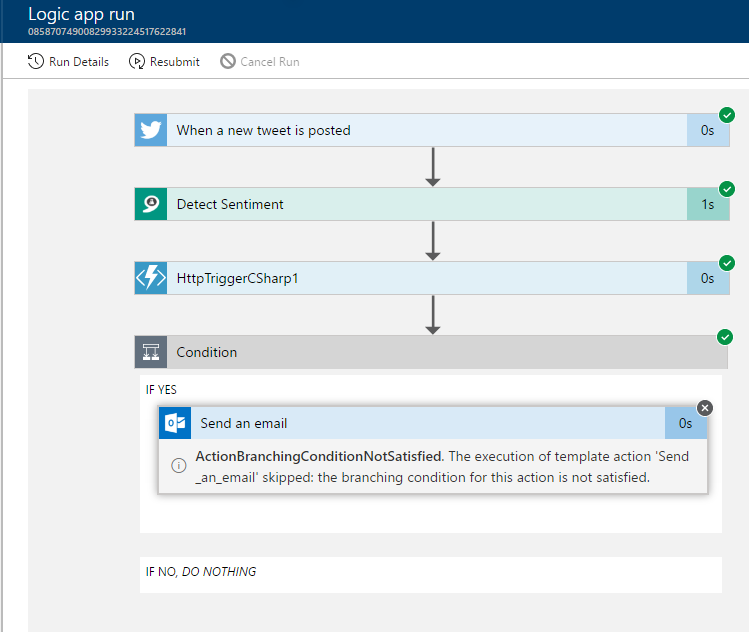 Logic app run
08587074900829933224517622841
Run Details Resubmit Cancel Run
When a new tweet is posted 0s
Detect Sentiment 1s
HttpTriggerCSharp1 0s
Condition
IF YES
Send an email 0s
ActionBranchingConditionNotSatisfied. The execution of template action 'Send
_an_email' skipped: the branching condition for this action is not satisfied.
IF NO, DO NOTHING